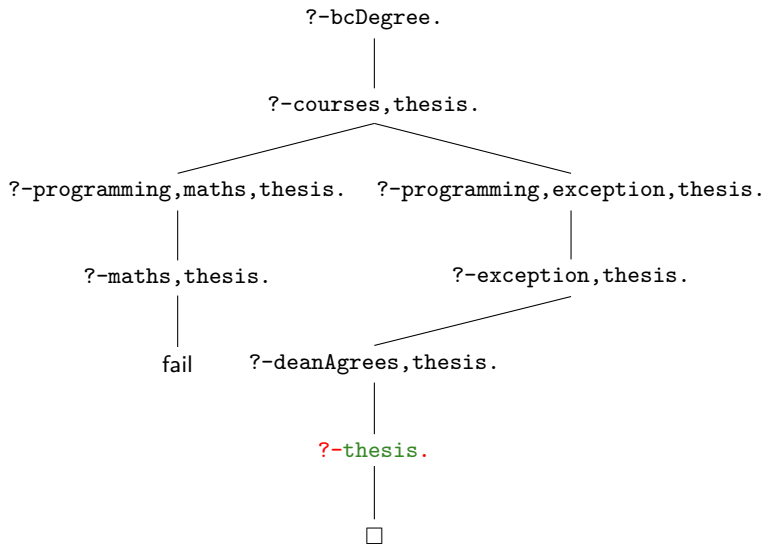 ?-bcDegree.
?-courses,thesis.
?-programming,maths,thesis. ?-programming,exception,thesis.
?-maths,thesis. ?-exception,thesis.
fail ?-deanAgrees,thesis.
?-thesis.